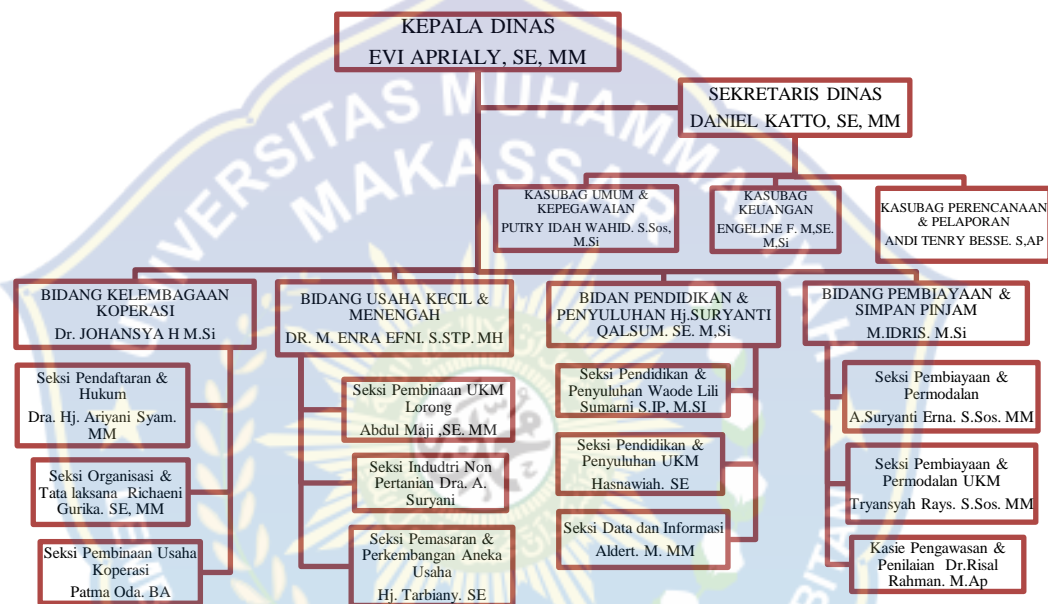 KEPALA DINAS
EVI APRIALY, SE, MM
SEKRETARIS DINAS
DANIEL KATTO, SE, MM
KASUBAG UMUM &
KEPEGAWAIAN
PUTRY IDAH WAHID. S.Sos,
M.Si
KASUBAG
KEUANGAN
ENGELINE F. M,SE.
M,Si
KASUBAG PERENCANAAN
& PELAPORAN
ANDI TENRY BESSE. S,AP
BIDANG KELEMBAGAAN
KOPERASI
Dr. JOHANSYA H M.Si
BIDANG USAHA KECIL &
MENENGAH
DR. M. ENRA EFNI. S.STP. MH
BIDAN PENDIDIKAN &
PENYULUHAN Hj.SURYANTI
QALSUM. SE. M,Si
BIDANG PEMBIAYAAN &
SIMPAN PINJAM
M.IDRIS. M.Si
Seksi Pendaftaran &
Hukum
Dra. Hj. Ariyani Syam.
MM
Seksi Organisasi &
Tata laksana Richaeni
Gurika. SE, MM
Seksi Pembinaan Usaha
Koperasi
Patma Oda. BA
Seksi Pembinaan UKM
Lorong
Abdul Maji ,SE. MM
Seksi Indudtri Non
Pertanian Dra. A.
Suryani
Seksi Pemasaran &
Perkembangan Aneka
Usaha
Hj. Tarbiany. SE
Seksi Pendidikan &
Penyuluhan Waode Lili
Sumarni S.IP, M.SI
Seksi Pendidikan &
Penyuluhan UKM
Hasnawiah. SE
Seksi Data dan Informasi
Aldert. M. MM
Seksi Pembiayaan &
Permodalan
A.Suryanti Erna. S.Sos. MM
Seksi Pembiayaan &
Permodalan UKM
Tryansyah Rays. S.Sos. MM
Kasie Pengawasan &
Penilaian Dr.Risal
Rahman. M.Ap
UNIVERSITAS MUHAMMADIYAH
MAKASSAR